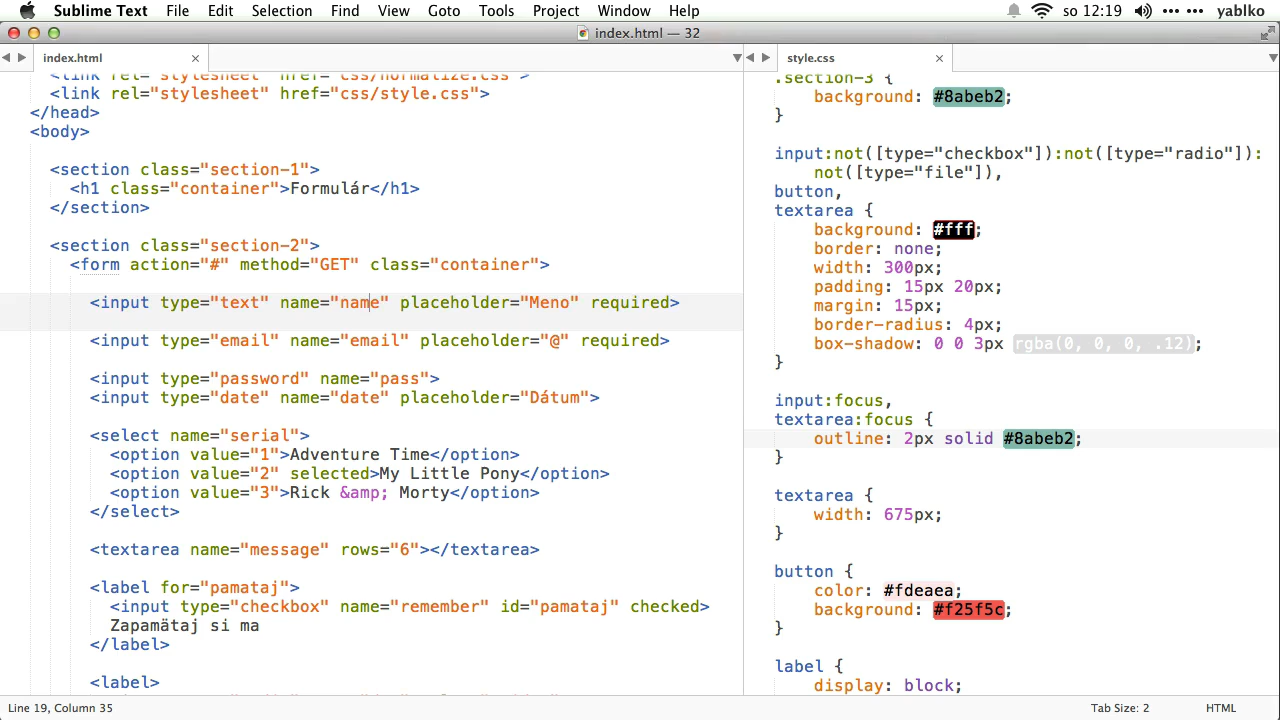 Sublime Text File Edit Selection Find View Goto Tools Project Window Help so 12:19 yablko
index.html — 32
index.html
<link rel="stylesheet" href="css/normalize.css">
<link rel="stylesheet" href="css/style.css">
</head>
<body>
<section class="section-1">
<h1 class="container">Formulár</h1>
</section>
<section class="section-2">
<form action="#" method="GET" class="container">
<input type="text" name="name" placeholder="Meno" required>
<input type="email" name="email" placeholder="@" required>
<input type="password" name="pass">
<input type="date" name="date" placeholder="Dátum">
<select name="serial">
<option value="1">Adventure Time</option>
<option value="2" selected>My Little Pony</option>
<option value="3">Rick &amp; Morty</option>
</select>
<textarea name="message" rows="6"></textarea>
<label for="pamataj">
<input type="checkbox" name="remember" id="pamataj" checked>
Zapamätaj si ma
</label>
<label>
style.css
.section-3 {
background: #8abeb2;
}
input:not([type="checkbox"]):not([type="radio"]):
not([type="file"]),
button,
textarea {
background: #fff;
border: none;
width: 300px;
padding: 15px 20px;
margin: 15px;
border-radius: 4px;
box-shadow: 0 0 3px rgba(0, 0, 0, .12);
}
input:focus,
textarea:focus {
outline: 2px solid #8abeb2;
}
textarea {
width: 675px;
}
button {
color: #fdeaea;
background: #f25f5c;
}
label {
display: block;
Line 19, Column 35 Tab Size: 2 HTML